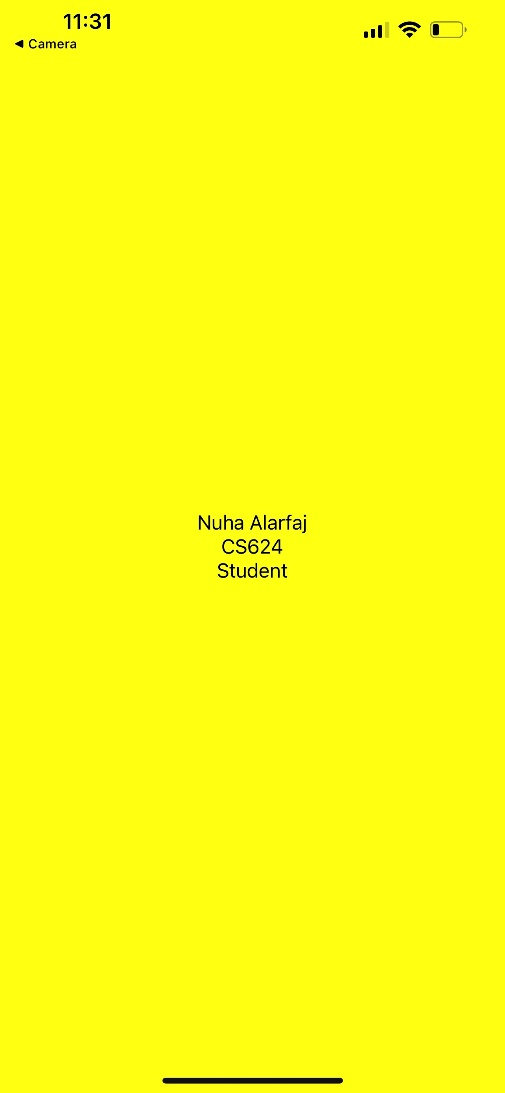 11:31
◀ Camera
Nuha Alarfaj
CS624
Student